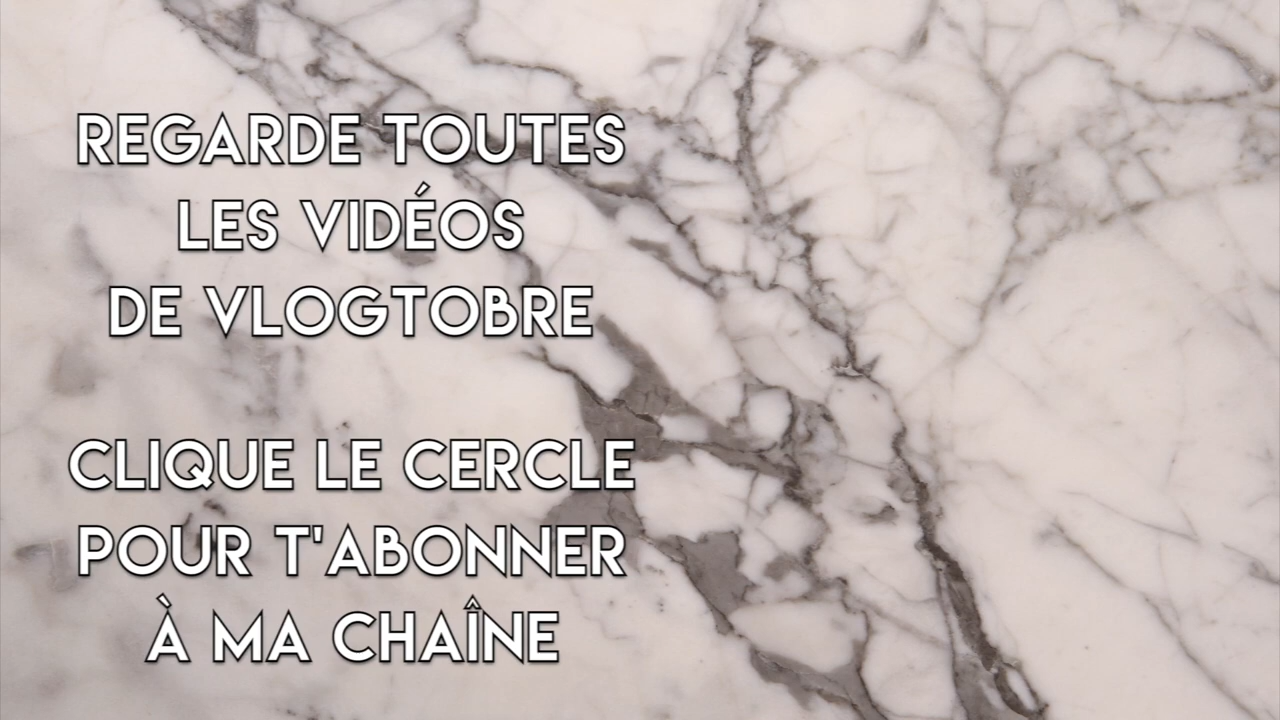 REGARDE TOUTES
LES VIDÉOS
DE VLOGTOBRE
CLIQUE LE CERCLE
POUR T'ABONNER
À MA CHAÎNE